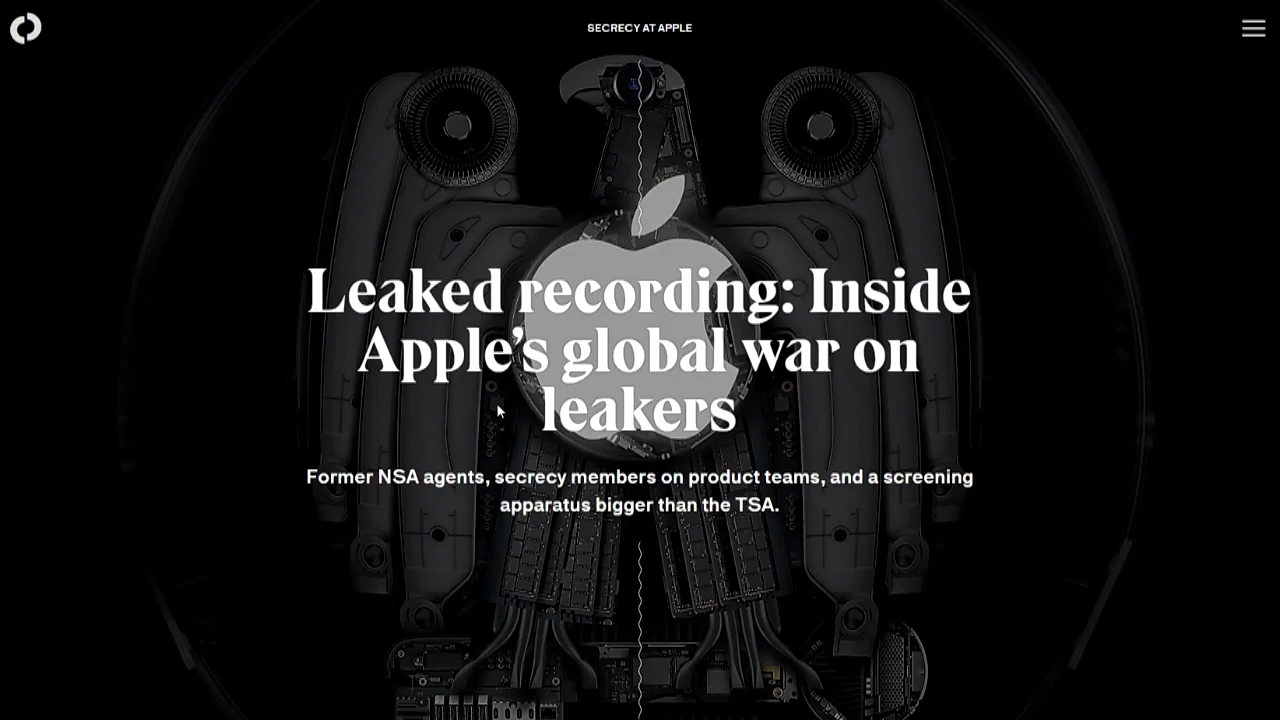 SECRECY AT APPLE
Leaked recording: Inside
Apple’s global war on
leakers
Former NSA agents, secrecy members on product teams, and a screening
apparatus bigger than the TSA.